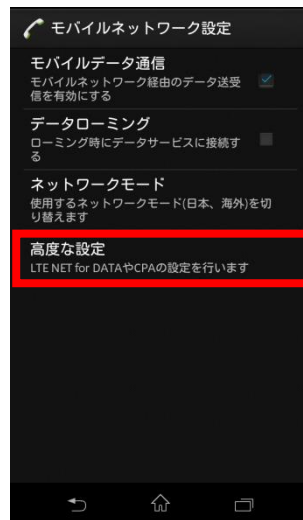 モバイルネットワーク設定
モバイルデータ通信
モバイルネットワーク経由のデータ送受
信を有効にする
データローミング
ローミング時にデータサービスに接続す
る
ネットワークモード
使用するネットワークモード(日本、海外)を切
り替えます
高度な設定
LTE NET for DATAやCPAの設定を行います